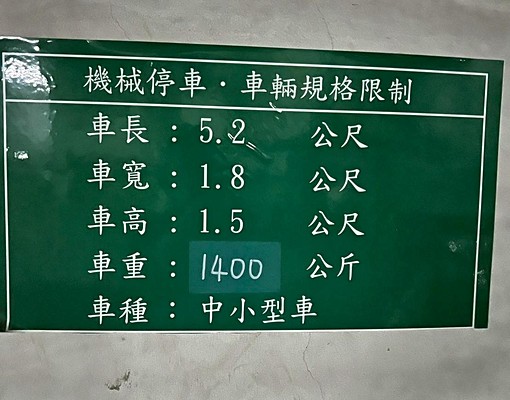 機械停車·車輛規格限制
車長：5.2 公尺
車寬：1.8 公尺
車高：1.5 公尺
車重：1400 公斤
車種：中小型車